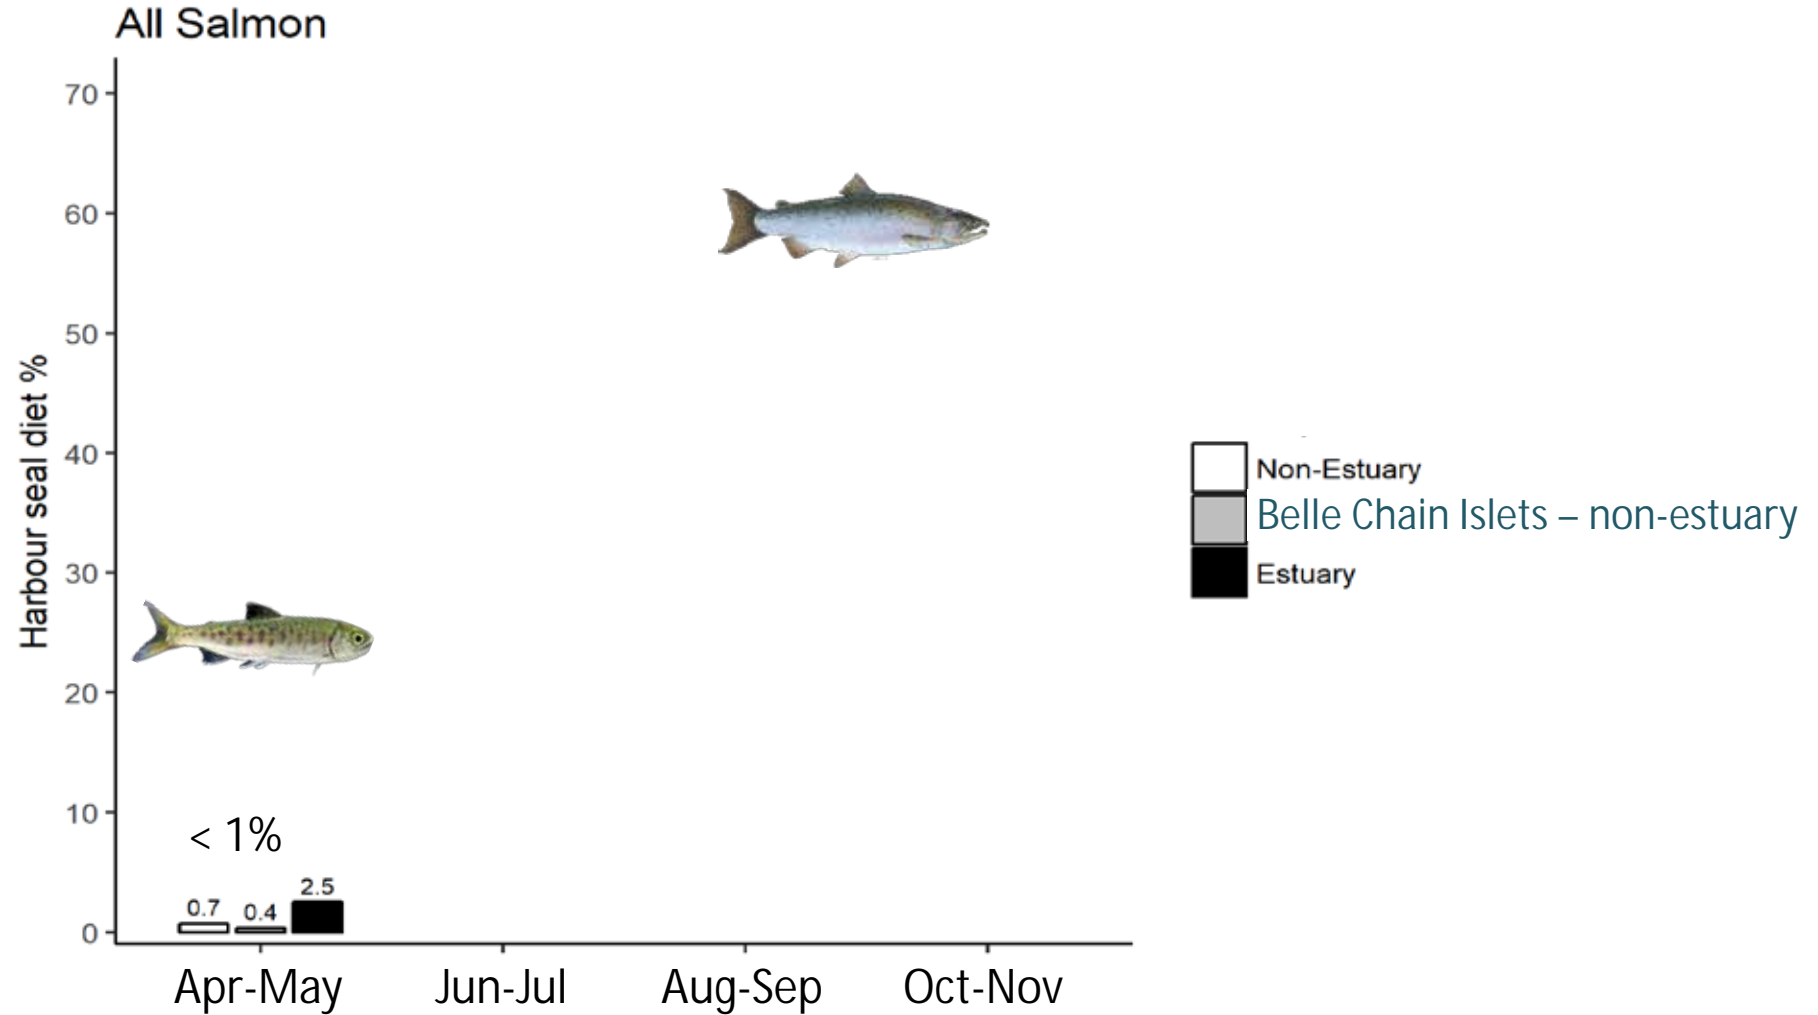 All Salmon
Harbour seal diet %
70
60
50
40
30
20
10
0
< 1%
0.7
0.4
2.5
Apr-May
Jun-Jul
Aug-Sep
Oct-Nov
Non-Estuary
Belle Chain Islets – non-estuary
Estuary